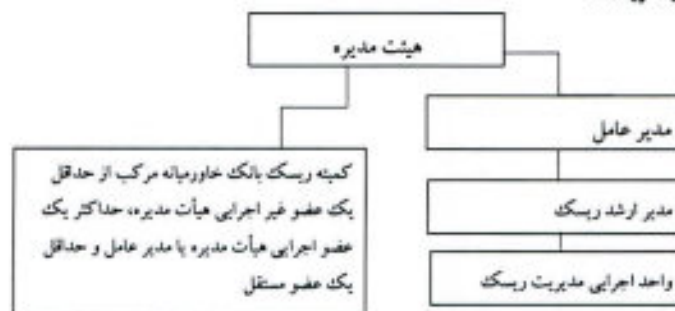 هیئت مدیره
مدیر عامل
کمیته ریسک بانک خاورمیانه مرکب از حداقل
یک عضو غیر اجرایی هیأت مدیره، حداکثر یک
عضو اجرایی هیأت مدیره یا مدیر عامل و حداقل
یک عضو مستقل
مدیر ارشد ریسک
واحد اجرایی مدیریت ریسک